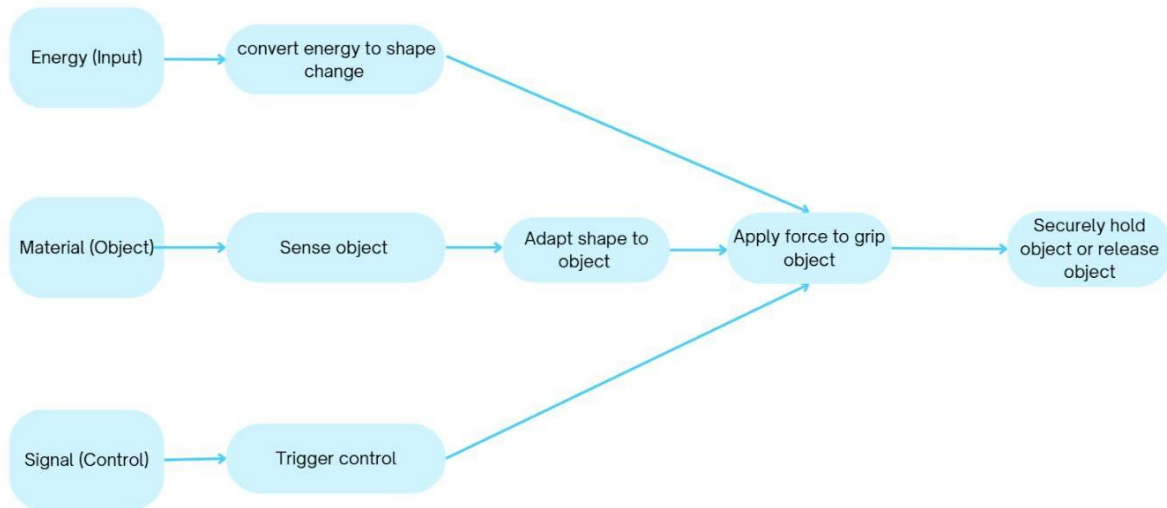 Energy (Input)
convert energy to shape
change
Material (Object)
Sense object
Adapt shape to
object
Apply force to grip
object
Securely hold
object or release
object
Signal (Control)
Trigger control